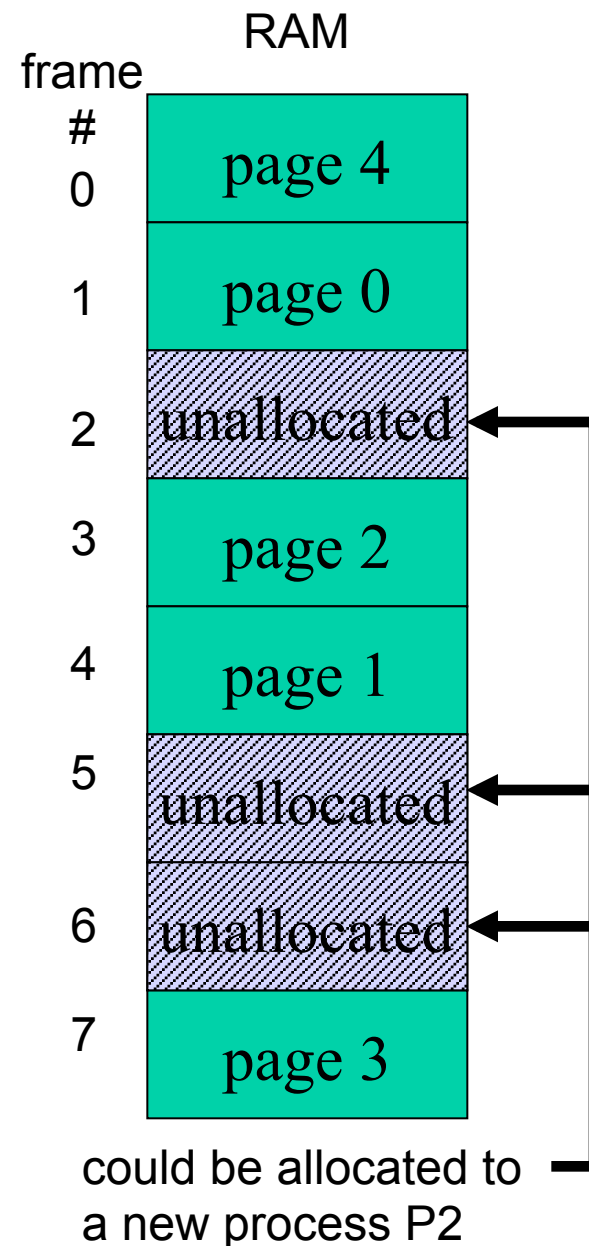 RAM
frame
#
0
page 4
1
page 0
2
unallocated
3
page 2
4
page 1
5
unallocated
6
unallocated
7
page 3
could be allocated to
a new process P2